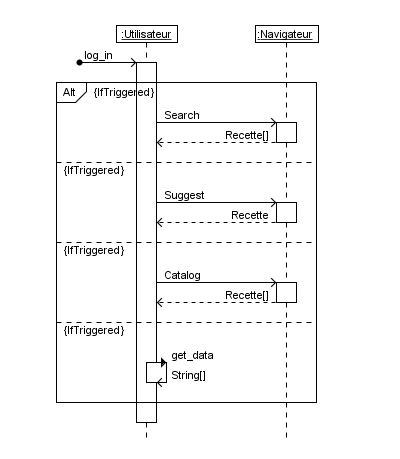 :Utilisateur
:Navigateur
log_in
Alt {IfTriggered}
Search
Recette[]
{IfTriggered}
Suggest
Recette
{IfTriggered}
Catalog
Recette[]
{IfTriggered}
get_data
String[]